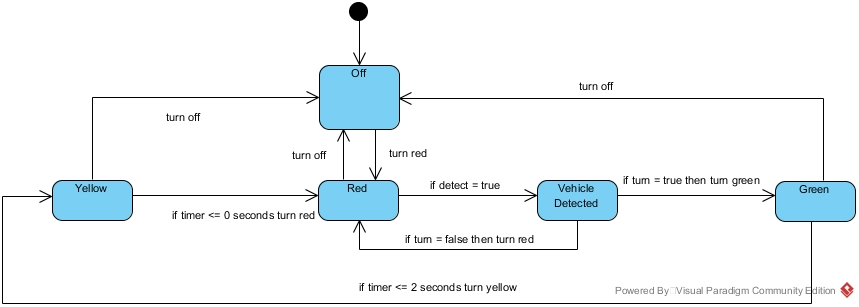 Off
turn off
turn off
turn off
turn red
Yellow
Red
if detect = true
Vehicle
Detected
if turn = true then turn green
Green
if timer <= 0 seconds turn red
if turn = false then turn red
if timer <= 2 seconds turn yellow
Powered By Visual Paradigm Community Edition